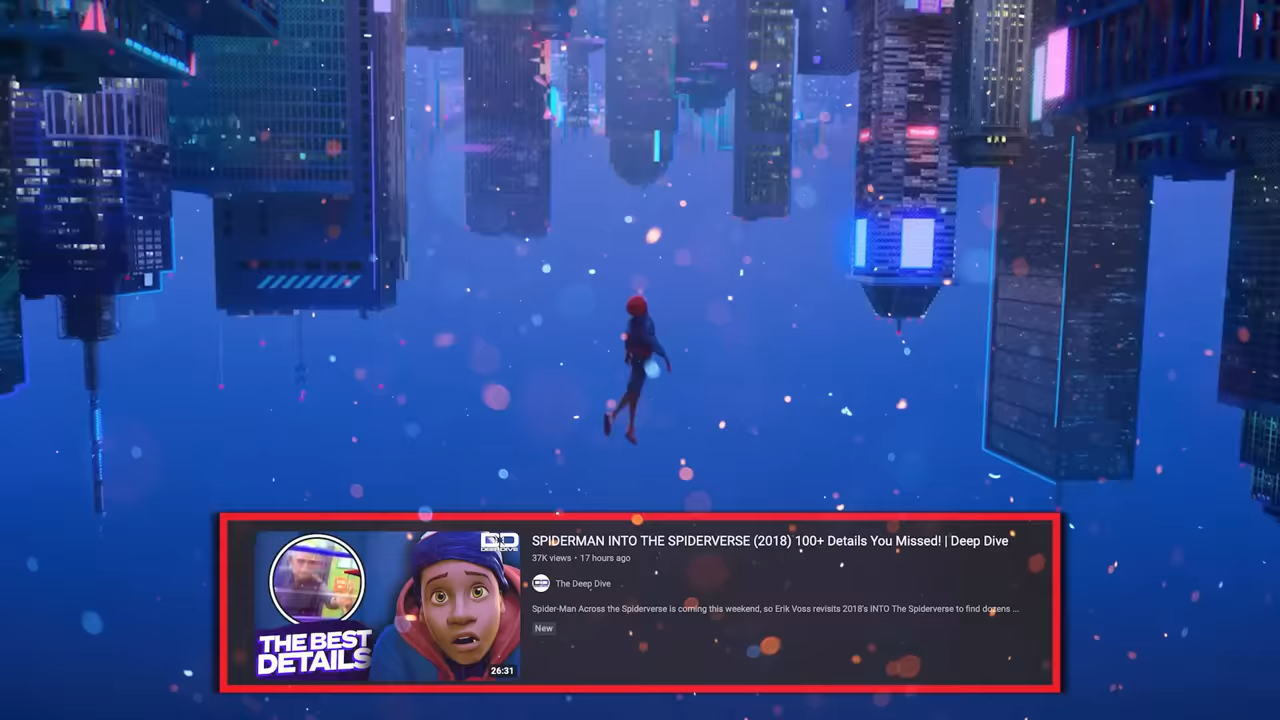 DD
DEEP DIVE
THE BEST
DETAILS
26:31
SPIDERMAN INTO THE SPIDERVERSE (2018) 100+ Details You Missed! | Deep Dive
37K views • 17 hours ago
The Deep Dive
Spider-Man Across the Spiderverse is coming this weekend, so Erik Voss revisits 2018's INTO The Spiderverse to find dozens ...
New